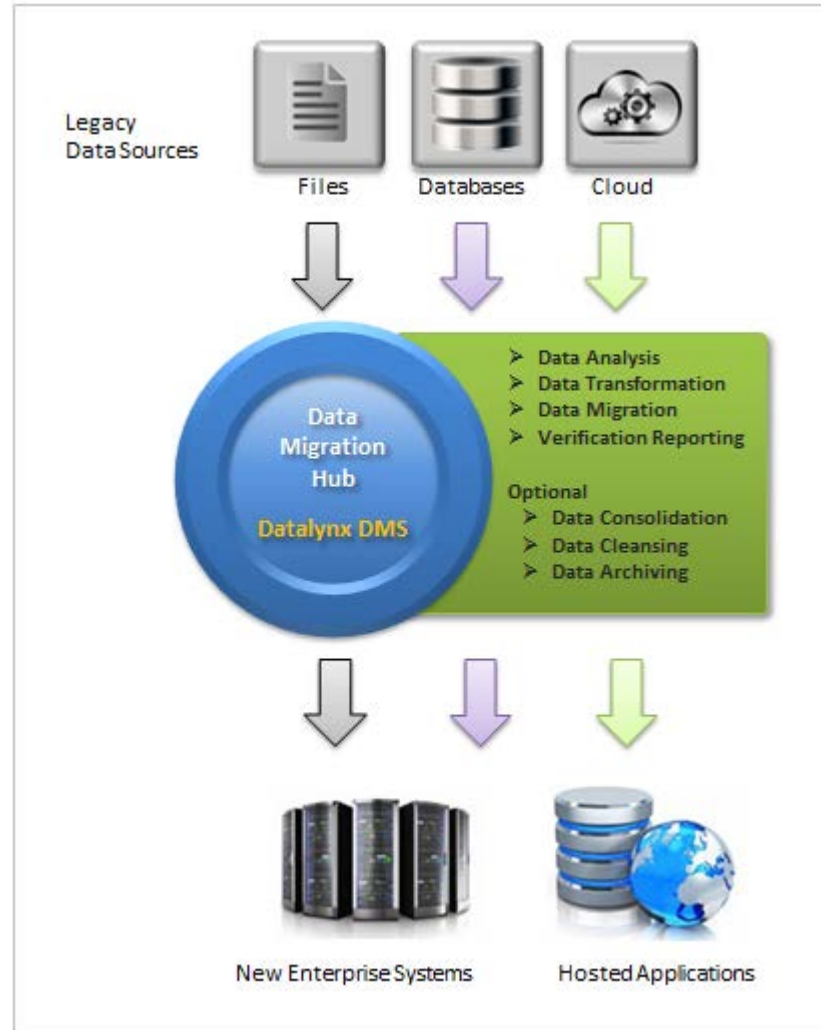 Legacy
Data Sources
Files
Databases
Cloud
Data
Migration
Hub
Datalynx DMS
➢ Data Analysis
➢ Data Transformation
➢ Data Migration
➢ Verification Reporting
Optional
➢ Data Consolidation
➢ Data Cleansing
➢ Data Archiving
New Enterprise Systems
Hosted Applications